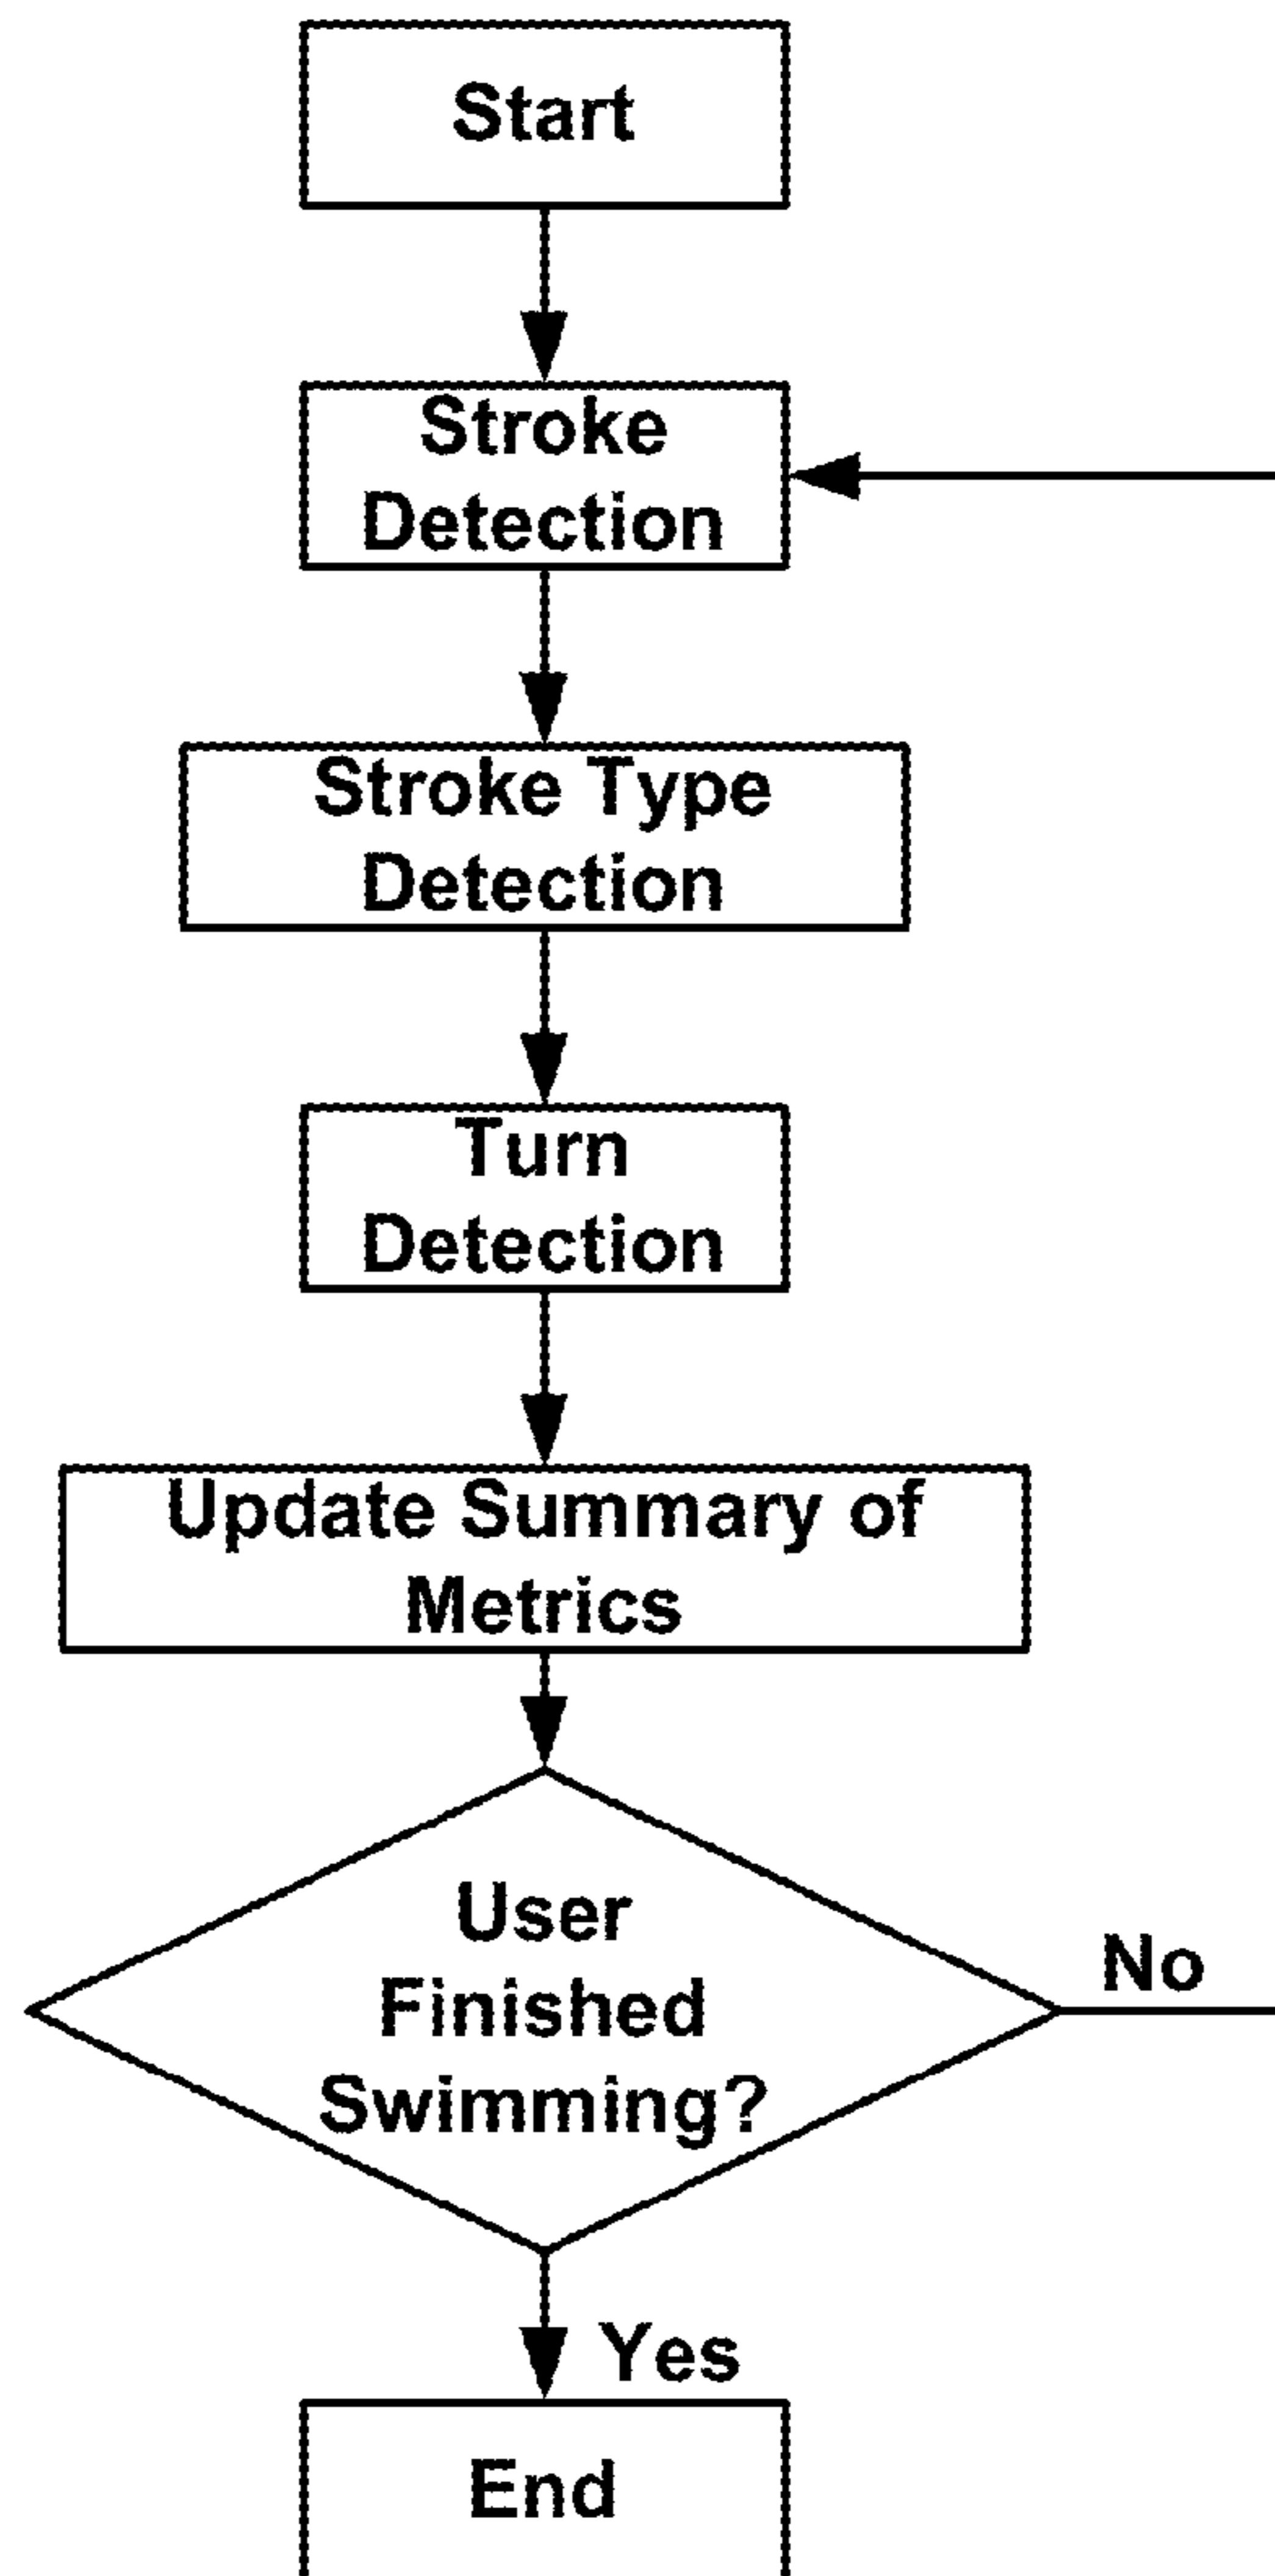 Start
Stroke
Detection
Stroke Type
Detection
Turn
Detection
Update Summary of
Metrics
User
Finished
Swimming?
No
Yes
End